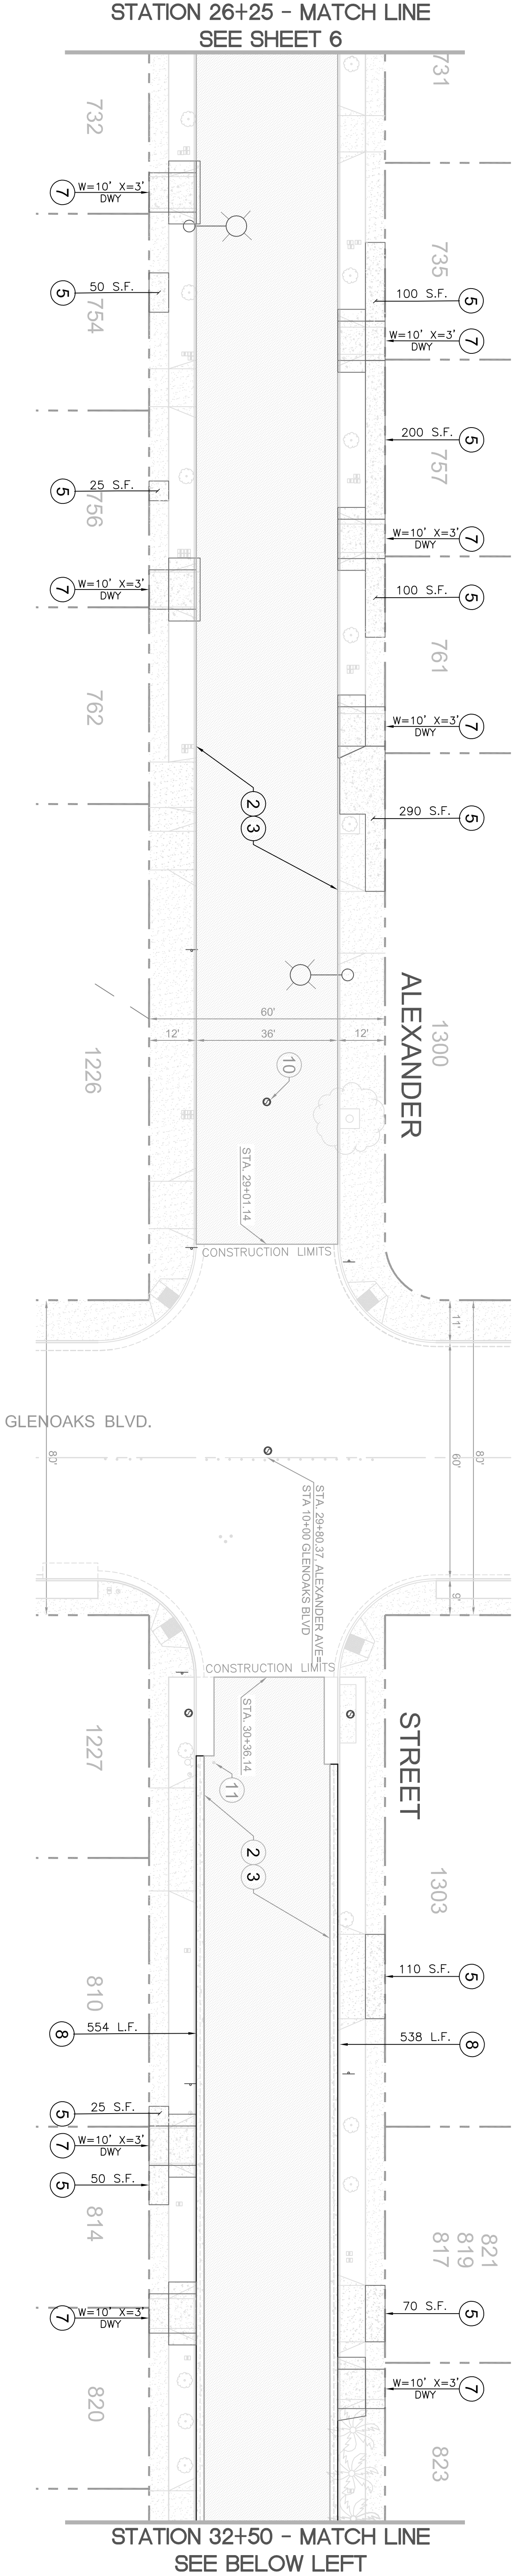 STATION 26+25 - MATCH LINE
SEE SHEET 6
731
732
7 W=10' X=3'
DWY
735
5 50 S.F.
100 S.F. 5
754
W=10' X=3' 7
DWY
200 S.F. 5
757
5 25 S.F.
756
W=10' X=3' 7
DWY
7 W=10' X=3'
DWY
100 S.F. 5
761
762
W=10' X=3' 7
DWY
2
3
290 S.F. 5
ALEXANDER
60'
12'
36'
12'
1300
1226
10
STA. 29+01.14
CONSTRUCTION LIMITS
11'
GLENOAKS BLVD.
80'
60'
80'
STA. 29+80.37, ALEXANDER AVE=
STA 10+00 GLENOAKS BLVD
9'
CONSTRUCTION LIMITS
STA. 30+36.14
STREET
1227
11
2
3
1303
110 S.F. 5
810
8 554 L.F.
538 L.F. 8
5 25 S.F.
7 W=10' X=3'
DWY
5 50 S.F.
814
821
819
817
7 W=10' X=3'
DWY
70 S.F. 5
W=10' X=3' 7
DWY
820
823
STATION 32+50 - MATCH LINE
SEE BELOW LEFT